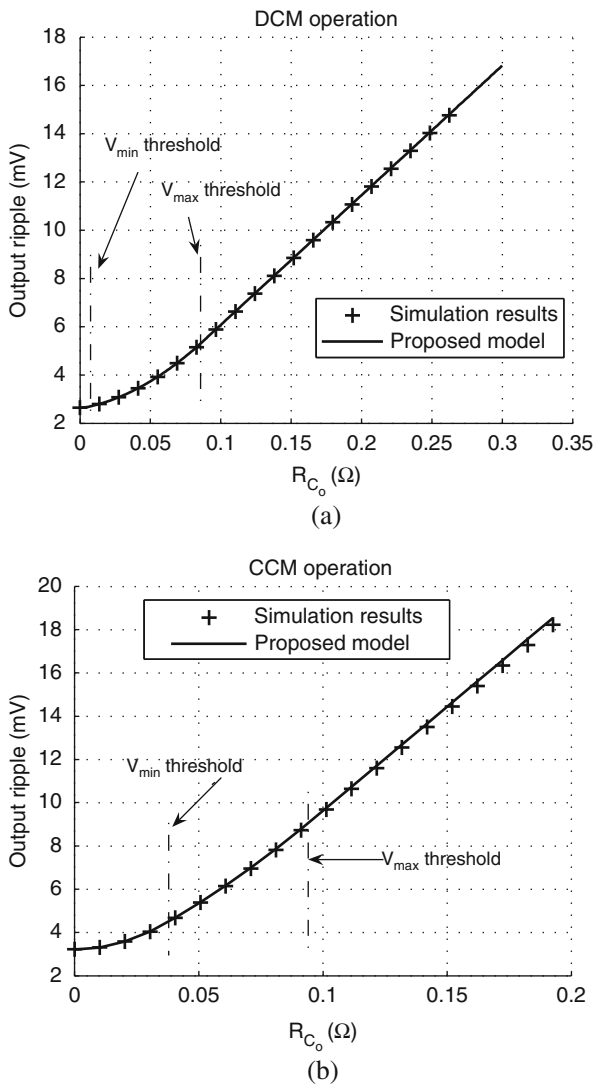 DCM operation
18
16
14
12
10
8
6
4
2
Output ripple (mV)
V_min threshold
V_max threshold
Simulation results
Proposed model
0 0.05 0.1 0.15 0.2 0.25 0.3 0.35
R_Co (Ω)
(a)
CCM operation
20
18
16
14
12
10
8
6
4
2
Output ripple (mV)
Simulation results
Proposed model
V_min threshold
V_max threshold
0 0.05 0.1 0.15 0.2
R_Co (Ω)
(b)